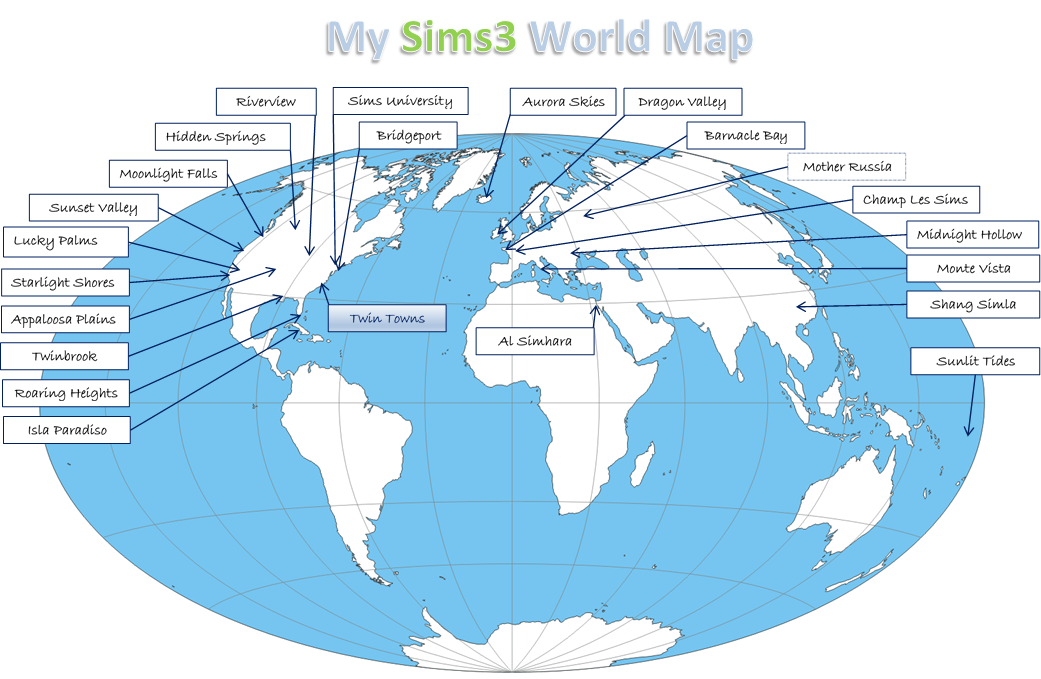 My Sims3 World Map
Riverview
Sims University
Aurora Skies
Dragon Valley
Hidden Springs
Bridgeport
Barnacle Bay
Moonlight Falls
Mother Russia
Sunset Valley
Champ Les Sims
Lucky Palms
Midnight Hollow
Starlight Shores
Monte Vista
Appaloosa Plains
Twin Towns
Shang Simla
Twinbrook
Al Simhara
Sunlit Tides
Roaring Heights
Isla Paradiso